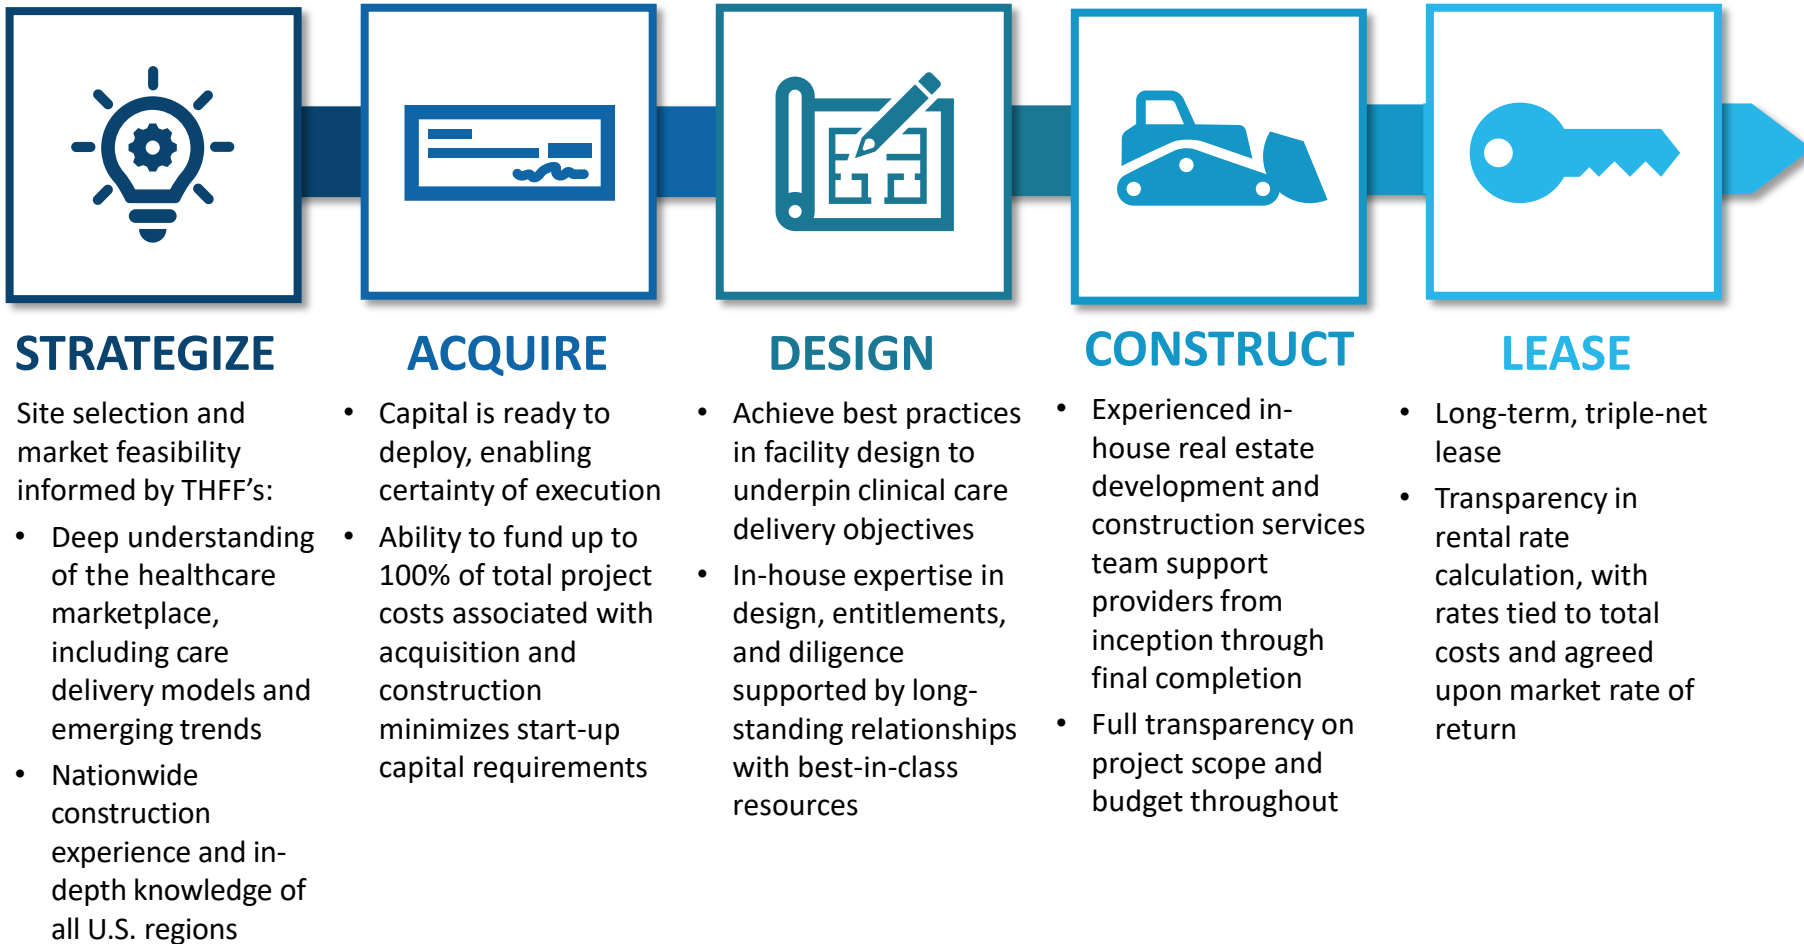 STRATEGIZE
Site selection and
market feasibility
informed by THFF’s:
• Deep understanding
of the healthcare
marketplace,
including care
delivery models and
emerging trends
• Nationwide
construction
experience and in-
depth knowledge of
all U.S. regions
ACQUIRE
• Capital is ready to
deploy, enabling
certainty of execution
• Ability to fund up to
100% of total project
costs associated with
acquisition and
construction
minimizes start-up
capital requirements
DESIGN
• Achieve best practices
in facility design to
underpin clinical care
delivery objectives
• In-house expertise in
design, entitlements,
and diligence
supported by long-
standing relationships
with best-in-class
resources
CONSTRUCT
• Experienced in-
house real estate
development and
construction services
team support
providers from
inception through
final completion
• Full transparency on
project scope and
budget throughout
LEASE
• Long-term, triple-net
lease
• Transparency in
rental rate
calculation, with
rates tied to total
costs and agreed
upon market rate of
return